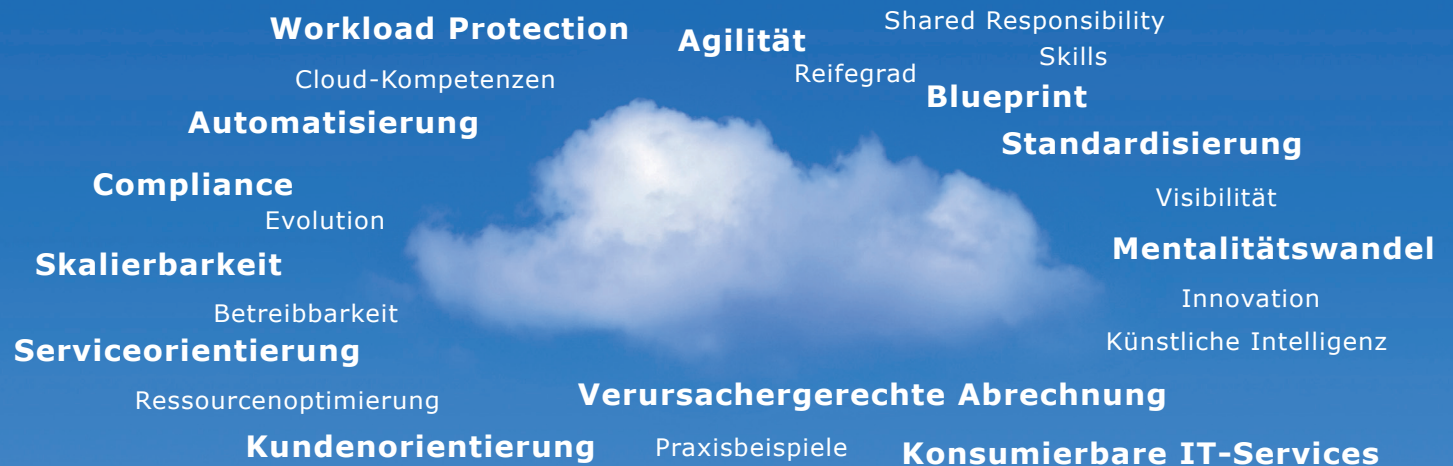 Workload Protection
Agilität
Shared Responsibility
Skills
Cloud-Kompetenzen
Reifegrad
Blueprint
Automatisierung
Standardisierung
Compliance
Visibilität
Evolution
Mentalitätswandel
Skalierbarkeit
Innovation
Betreibbarkeit
Künstliche Intelligenz
Serviceorientierung
Verursachergerechte Abrechnung
Ressourcenoptimierung
Kundenorientierung
Praxisbeispiele
Konsumierbare IT-Services